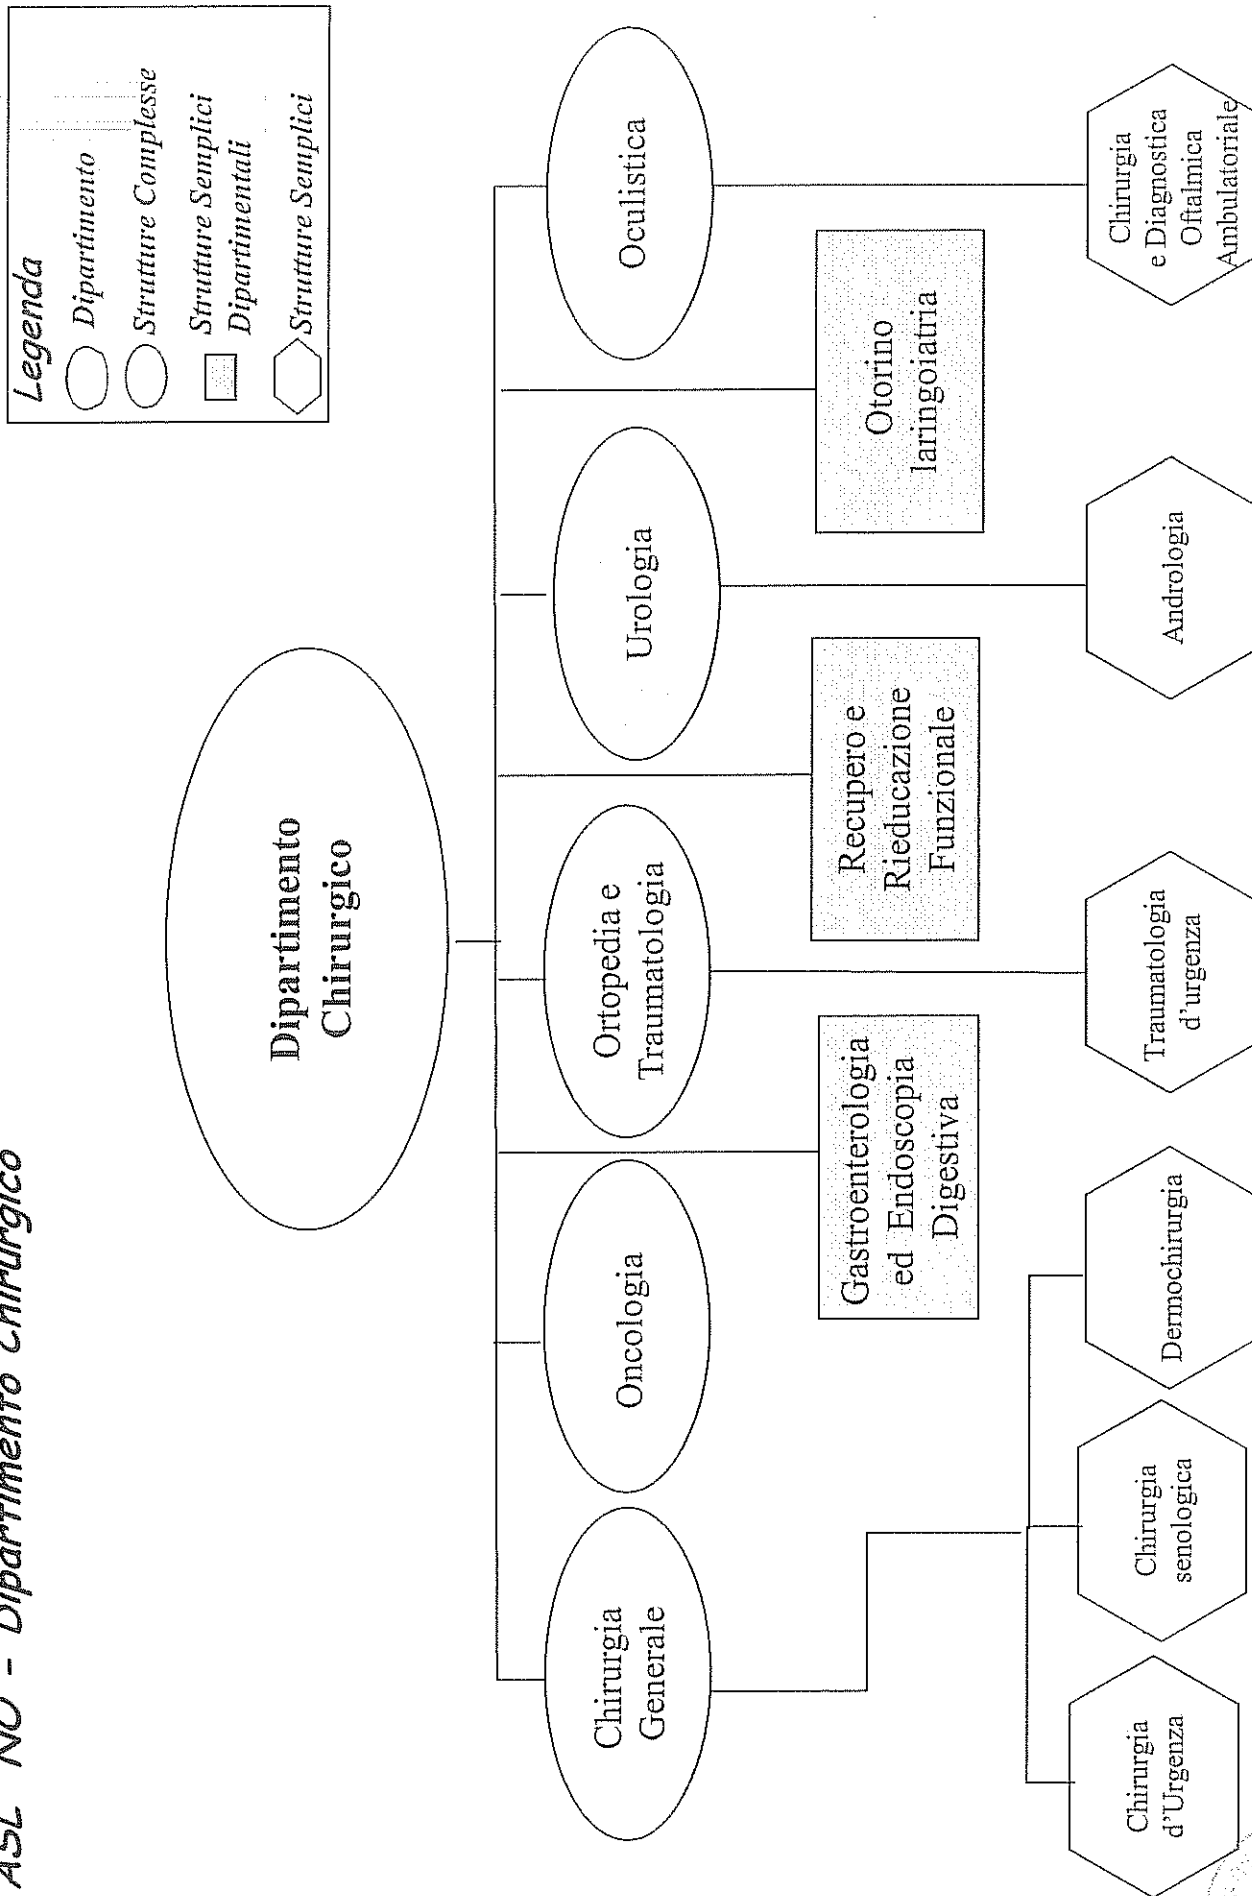 ASL NO - Dipartimento Chirurgico
Legenda
Dipartimento
Strutture Complesse
Strutture Semplici
Dipartimentali
Strutture Semplici
Dipartimento
Chirurgico
Chirurgia
Generale
Oncologia
Ortopedia e
Traumatologia
Urologia
Oculistica
Gastroenterologia
ed Endoscopia
Digestiva
Recupero e
Rieducazione
Funzionale
Otorino
laringoiatria
Chirurgia
d'Urgenza
Chirurgia
senologica
Dermochirurgia
Traumatologia
d'urgenza
Andrologia
Chirurgia
e Diagnostica
Oftalmica
Ambulatoriale